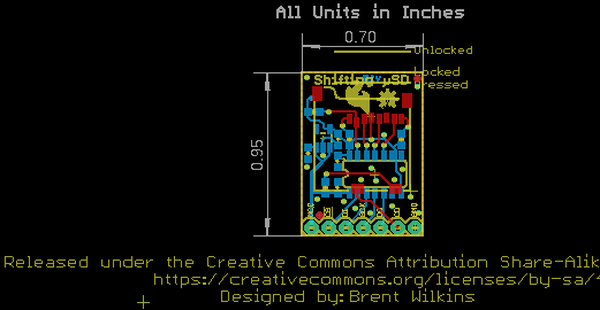 All Units in Inches
0.70
Unlocked
Shifting µSD
Locked
Pressed
0.95
Released under the Creative Commons Attribution Share-Alik
https://creativecommons.org/licenses/by-sa/4
Designed by: Brent Wilkins